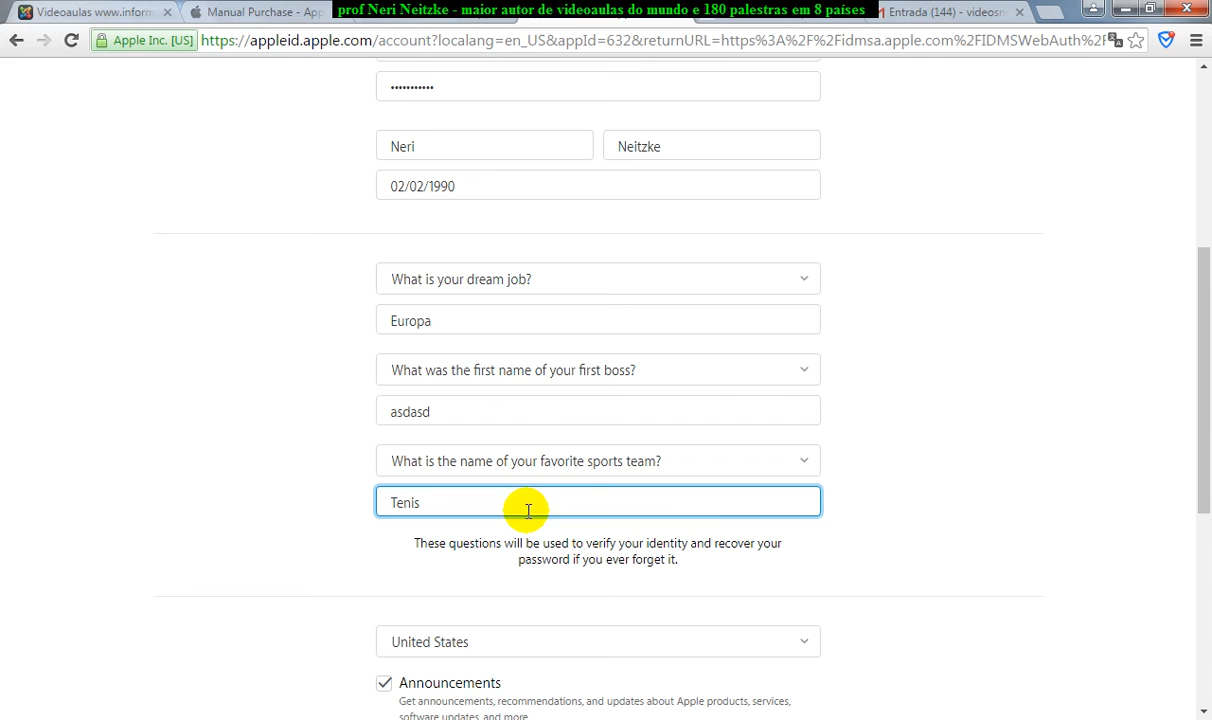 Videoaulas www.inform
Manual Purchase - App
prof Neri Neitzke - maior autor de videoaulas do mundo e 180 palestras em 8 países
Entrada (144) - videosn
Apple Inc. [US]
https://appleid.apple.com/account?localang=en_US&appId=632&returnURL=https%3A%2F%2Fidmsa.apple.com%2FIDMSWebAuth%2F
•••••••••••
Neri
Neitzke
02/02/1990
What is your dream job?
Europa
What was the first name of your first boss?
asdasd
What is the name of your favorite sports team?
Tenis
These questions will be used to verify your identity and recover your
password if you ever forget it.
United States
Announcements
Get announcements, recommendations, and updates about Apple products, services,
software updates, and more.